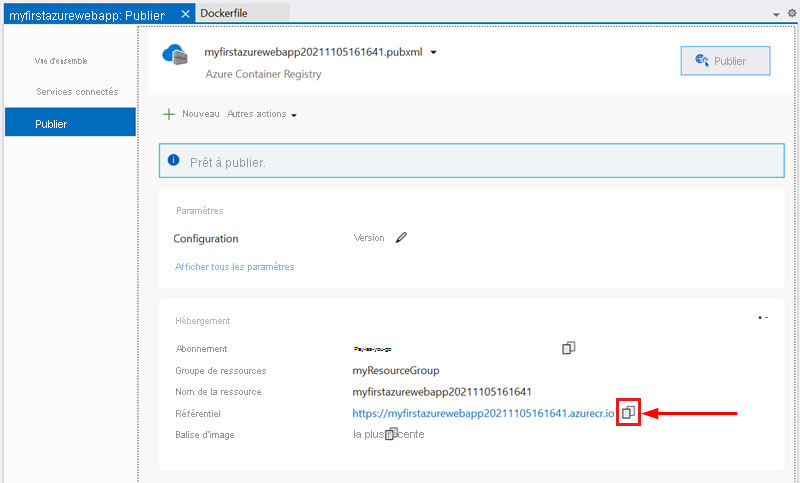 myfirstazurewebapp: Publier
Dockerfile
Vue d'ensemble
Services connectés
Publier
myfirstazurewebapp20211105161641.pubxml
Azure Container Registry
Publier
Nouveau Autres actions
Prêt à publier.
Paramètres
Configuration Version
Afficher tous les paramètres
Hébergement
Abonnement Pay-as-you-go
Groupe de ressources myResourceGroup
Nom de la ressource myfirstazurewebapp20211105161641
Référentiel https://myfirstazurewebapp20211105161641.azurecr.io
Balise d'image la plus récente